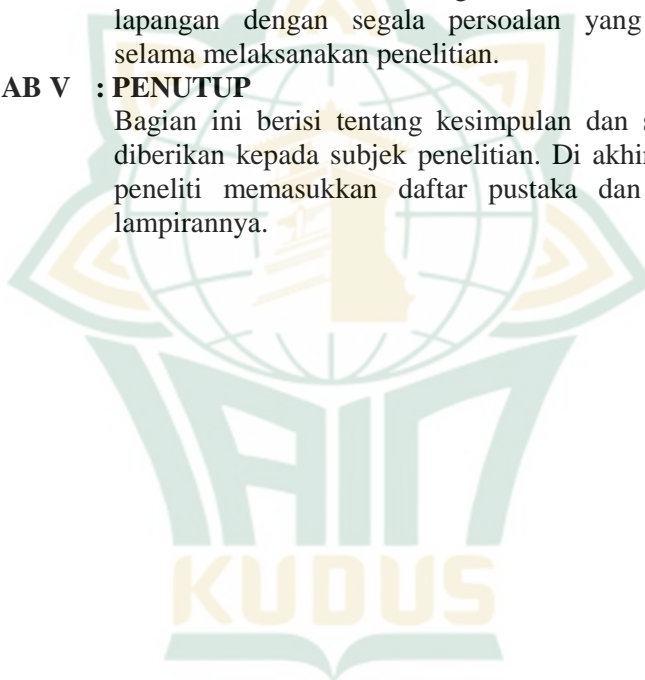 lapangan dengan segala persoalan yang
selama melaksanakan penelitian.
AB V : PENUTUP
Bagian ini berisi tentang kesimpulan dan s
diberikan kepada subjek penelitian. Di akhi
peneliti memasukkan daftar pustaka dan
lampirannya.
IAIN
KUDUS